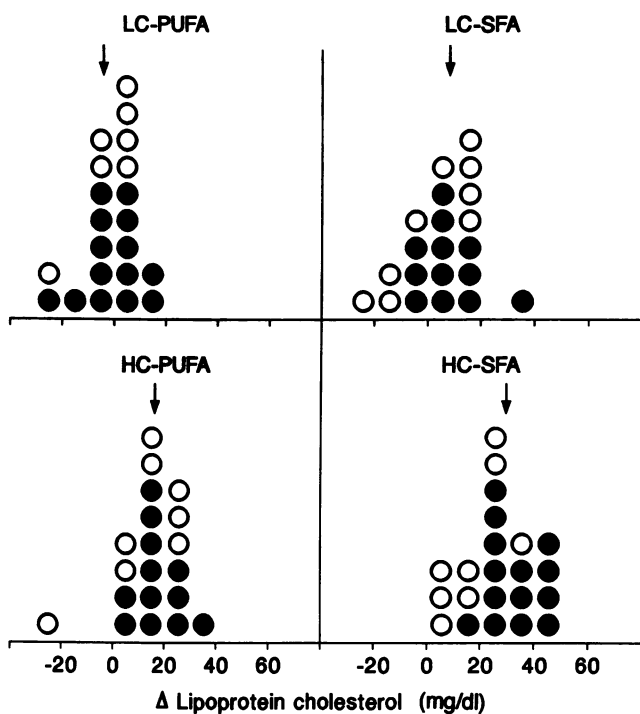 LC-PUFA
LC-SFA
HC-PUFA
HC-SFA
-20 0 20 40 60 -20 0 20 40 60
Δ Lipoprotein cholesterol (mg/dl)